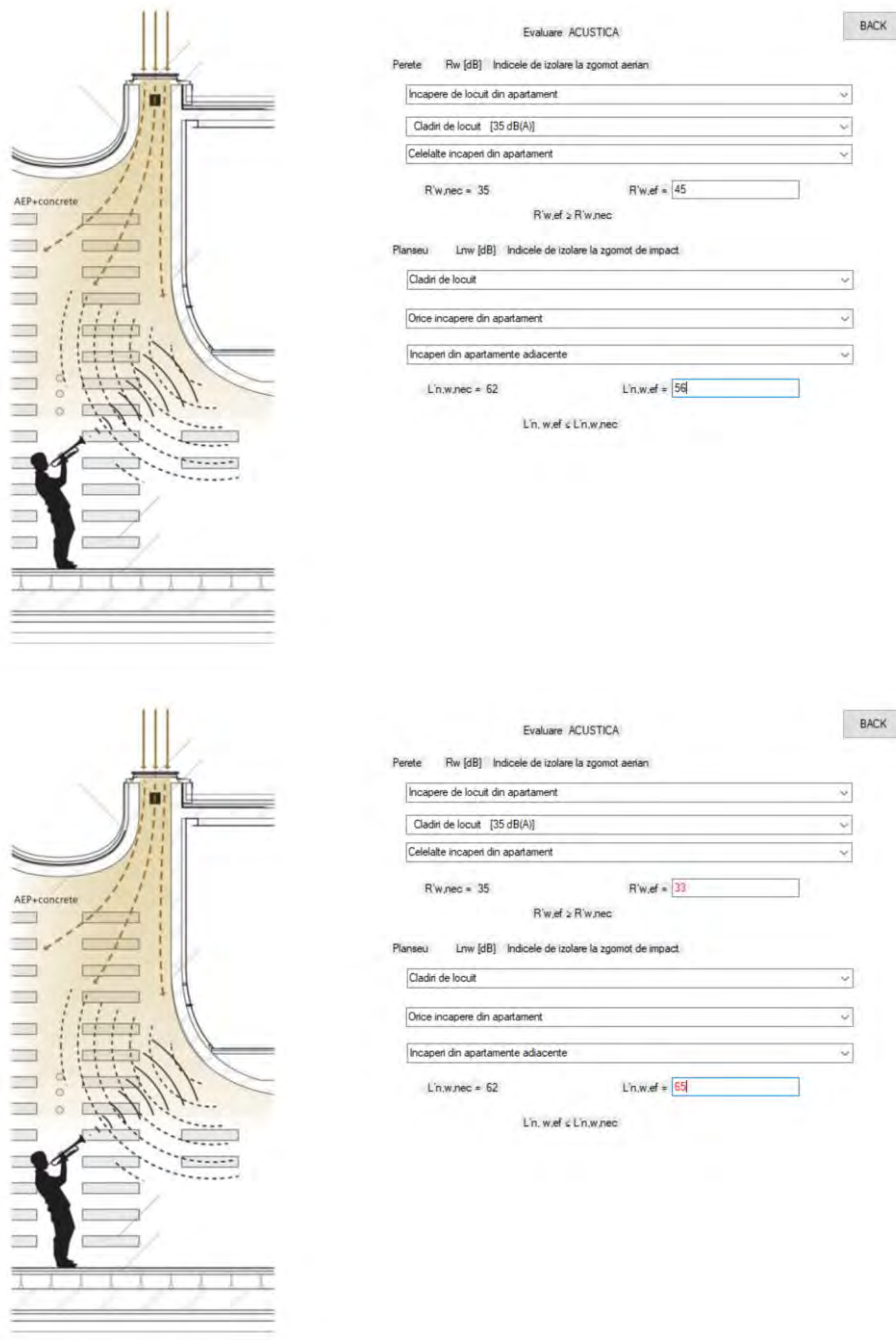 Evaluare ACUSTICA
BACK
Perete Rw [dB] Indicele de izolare la zgomot aerian
Incapere de locuit din apartament
Cladiri de locuit [35 dB(A)]
Celelalte incaperi din apartament
R'w,nec = 35 R'w,ef = 45
R'w,ef ≥ R'w,nec
Planseu Lnw [dB] Indicele de izolare la zgomot de impact
Cladiri de locuit
Orice incapere din apartament
Incaperi din apartamente adiacente
L'n,w,nec = 62 L'n,w,ef = 56
L'n, w,ef ≤ L'n,w,nec
AEP+concrete
Evaluare ACUSTICA
BACK
Perete Rw [dB] Indicele de izolare la zgomot aerian
Incapere de locuit din apartament
Cladiri de locuit [35 dB(A)]
Celelalte incaperi din apartament
R'w,nec = 35 R'w,ef = 33
R'w,ef ≥ R'w,nec
Planseu Lnw [dB] Indicele de izolare la zgomot de impact
Cladiri de locuit
Orice incapere din apartament
Incaperi din apartamente adiacente
L'n,w,nec = 62 L'n,w,ef = 65
L'n, w,ef ≤ L'n,w,nec
AEP+concrete